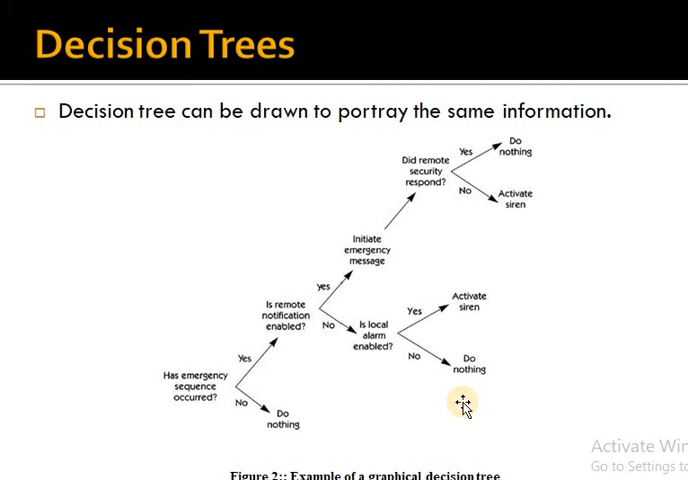 Decision Trees
Decision tree can be drawn to portray the same information.
Did remote
security
respond?
Yes
Do
nothing
No
Activate
siren
Initiate
emergency
message
Is remote
notification
enabled?
Yes
No
Is local
alarm
enabled?
Yes
Activate
siren
No
Do
nothing
Has emergency
sequence
occurred?
Yes
No
Do
nothing
Activate Win
Go to Settings to
Figure 2:: Example of a graphical decision tree